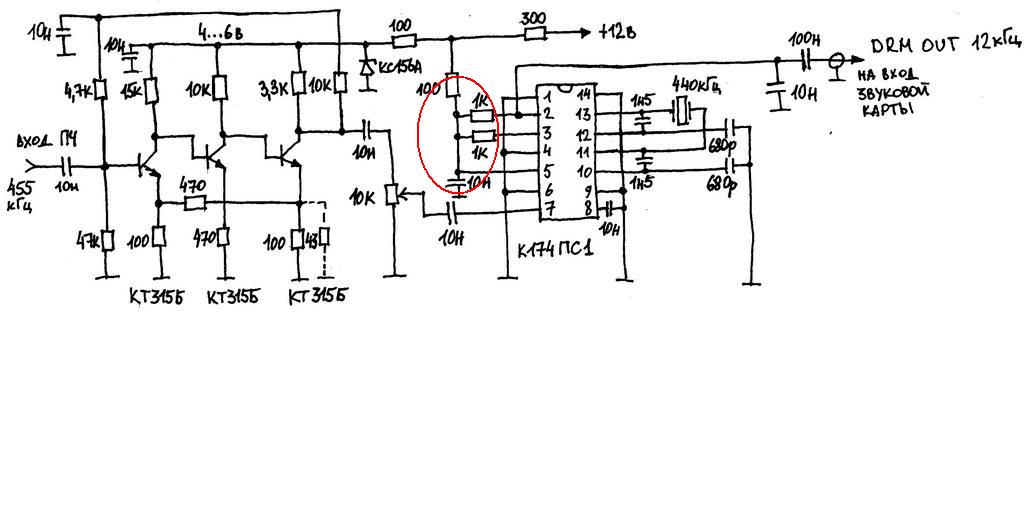 10н
10н
4...6в
100
300
+12в
100н
DRM OUT 12кГц
4,7К
15К
10К
3,3К
10К
КС156А
100
1К
1К
440кГц
1н5
НА ВХОД
ЗВУКОВОЙ
КАРТЫ
10н
ВХОД ПЧ
455
кГц
10н
10н
10К
10н
10н
1
2
3
4
5
6
7
14
13
12
11
10
9
8
680р
680р
1н5
10н
К174ПС1
470
47К
100
470
100
43
КТ315Б
КТ315Б
КТ315Б